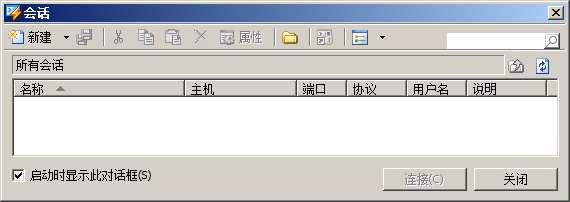 会话
新建 属性
所有会话
名称 主机 端口 协议 用户名 说明
启动时显示此对话框(S) 连接(C) 关闭